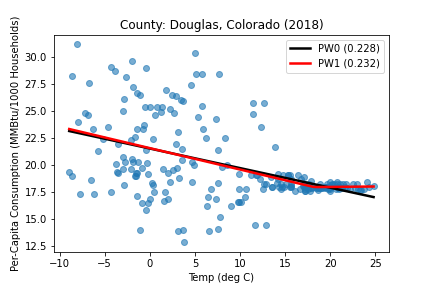 County: Douglas, Colorado (2018)
Per-Capita Consumption (MMBtu/1000 Households)
30.0
27.5
25.0
22.5
20.0
17.5
15.0
12.5
PW0 (0.228)
PW1 (0.232)
−10 −5 0 5 10 15 20 25
Temp (deg C)